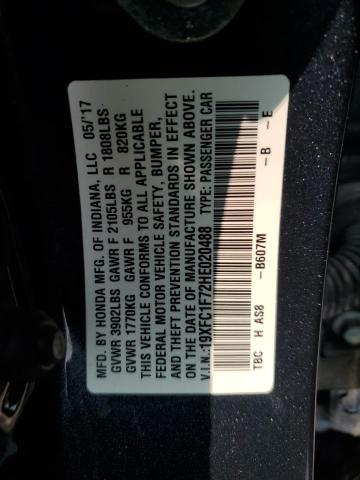 MFD. BY HONDA MFG. OF INDIANA, LLC 05/'17
GVWR 3902LBS GAWR F 2105LBS R 1808LBS
GVWR 1770KG GAWR F 955KG R 820KG
THIS VEHICLE CONFORMS TO ALL APPLICABLE
FEDERAL MOTOR VEHICLE SAFETY, BUMPER,
AND THEFT PREVENTION STANDARDS IN EFFECT
ON THE DATE OF MANUFACTURE SHOWN ABOVE.
V.I.N.:19XFC1F72HE020488 TYPE: PASSENGER CAR
TBC H AS8 -B607M -B -E